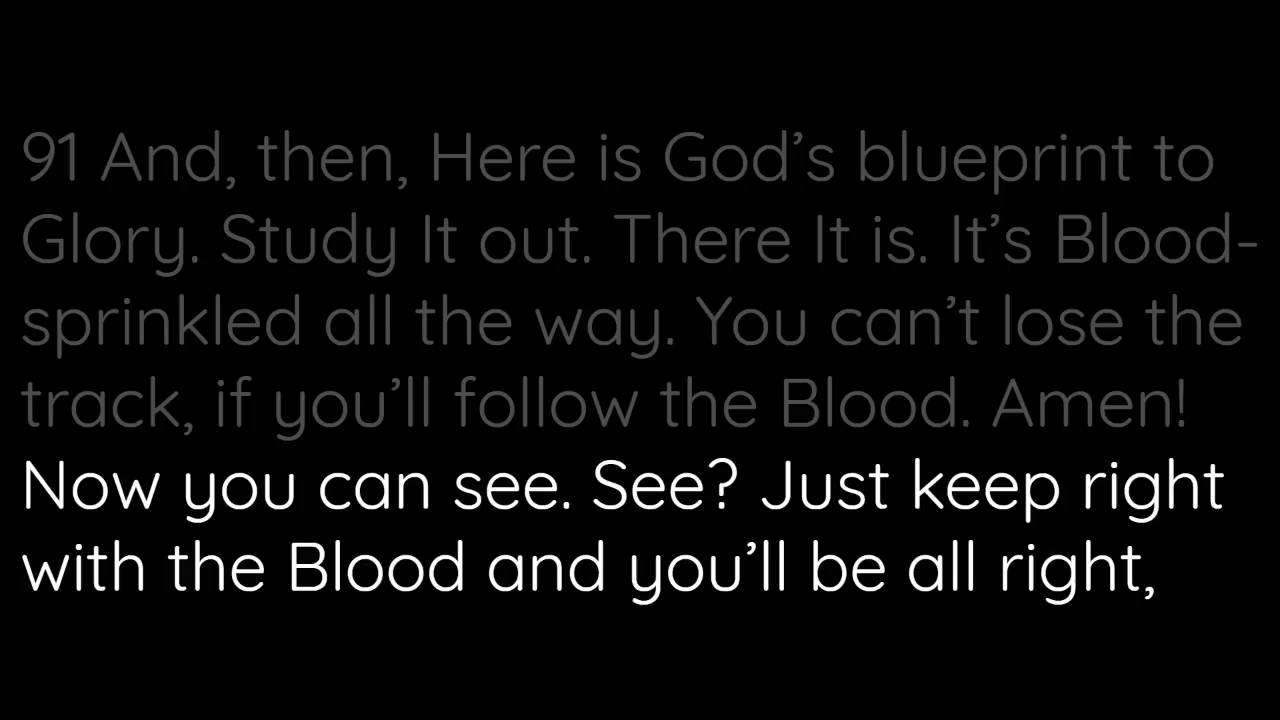 91 And, then, Here is God’s blueprint to
Glory. Study It out. There It is. It’s Blood-
sprinkled all the way. You can’t lose the
track, if you’ll follow the Blood. Amen!
Now you can see. See? Just keep right
with the Blood and you’ll be all right,